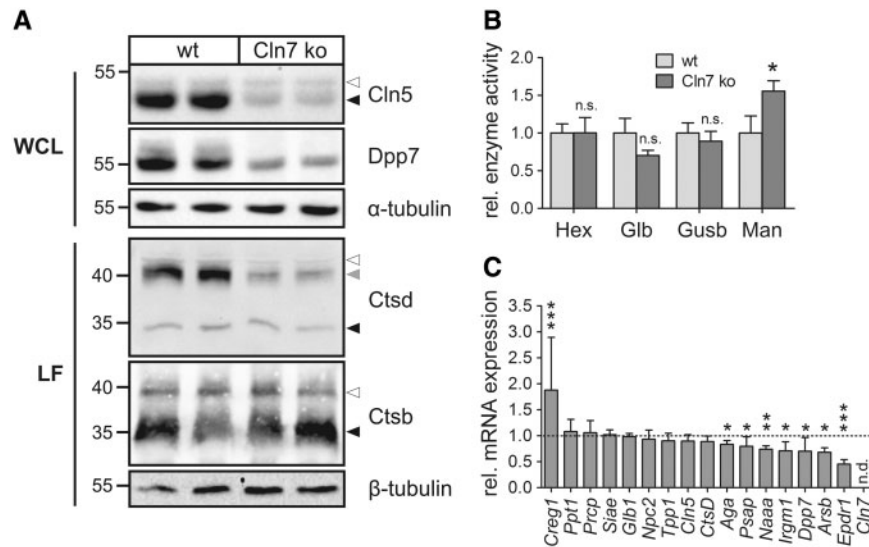 A
wt
Cln7 ko
WCL
55
Cln5
55
Dpp7
55
α-tubulin
LF
40
35
Ctsd
40
35
Ctsb
55
β-tubulin
B
rel. enzyme activity
2.0
1.5
1.0
0.5
0.0
wt
Cln7 ko
n.s.
n.s.
n.s.
*
Hex Glb Gusb Man
C
rel. mRNA expression
3.5
3.0
2.5
2.0
1.5
1.0
0.5
0.0
***
*
*
**
*
*
*
***
n.d.
Creg1
Ppt1
Prcp
Siae
Glb1
Npc2
Tpp1
Cln5
CtsD
Aga
Psap
Naaa
Irgm1
Dpp7
Arsb
Epdr1
Cln7